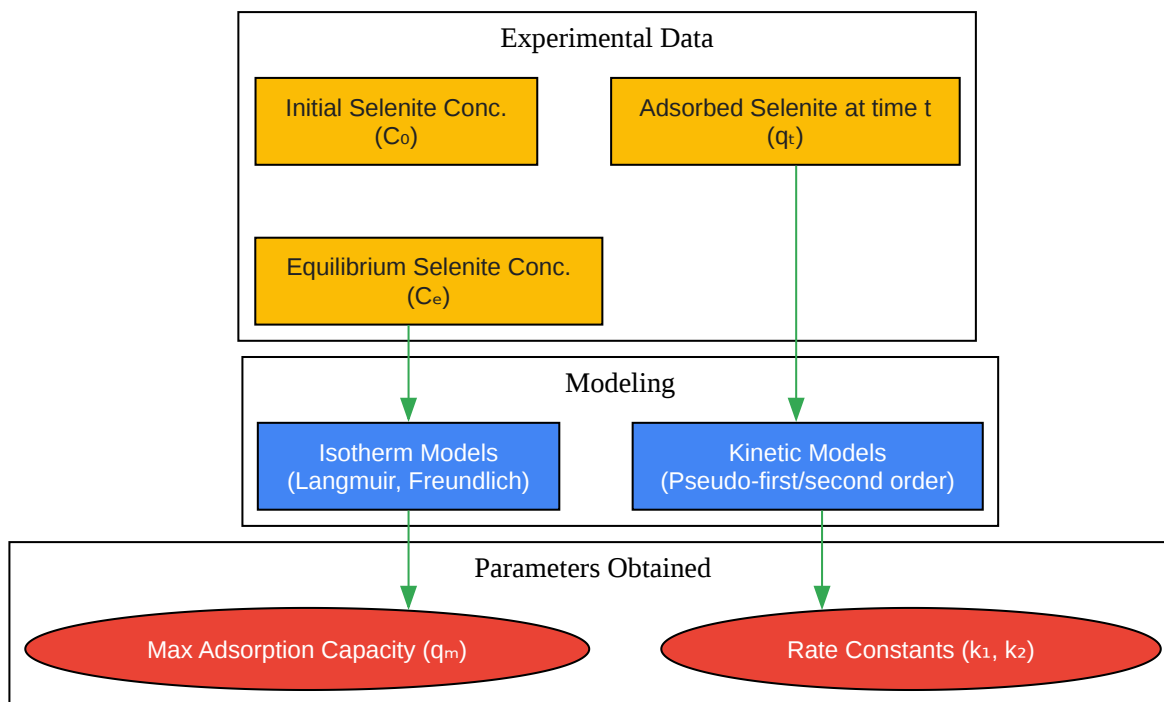 Experimental Data
Initial Selenite Conc.
(C₀)
Adsorbed Selenite at time t
(qₜ)
Equilibrium Selenite Conc.
(Cₑ)
Modeling
Isotherm Models
(Langmuir, Freundlich)
Kinetic Models
(Pseudo-first/second order)
Parameters Obtained
Max Adsorption Capacity (qₘ)
Rate Constants (k₁, k₂)